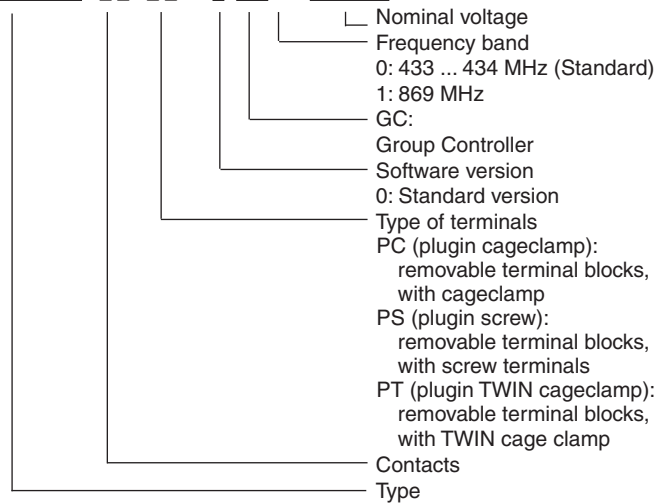 Nominal voltage
Frequency band
0: 433 ... 434 MHz (Standard)
1: 869 MHz
GC:
Group Controller
Software version
0: Standard version
Type of terminals
PC (plugin cageclamp):
removable terminal blocks,
with cageclamp
PS (plugin screw):
removable terminal blocks,
with screw terminals
PT (plugin TWIN cageclamp):
removable terminal blocks,
with TWIN cage clamp
Contacts
Type